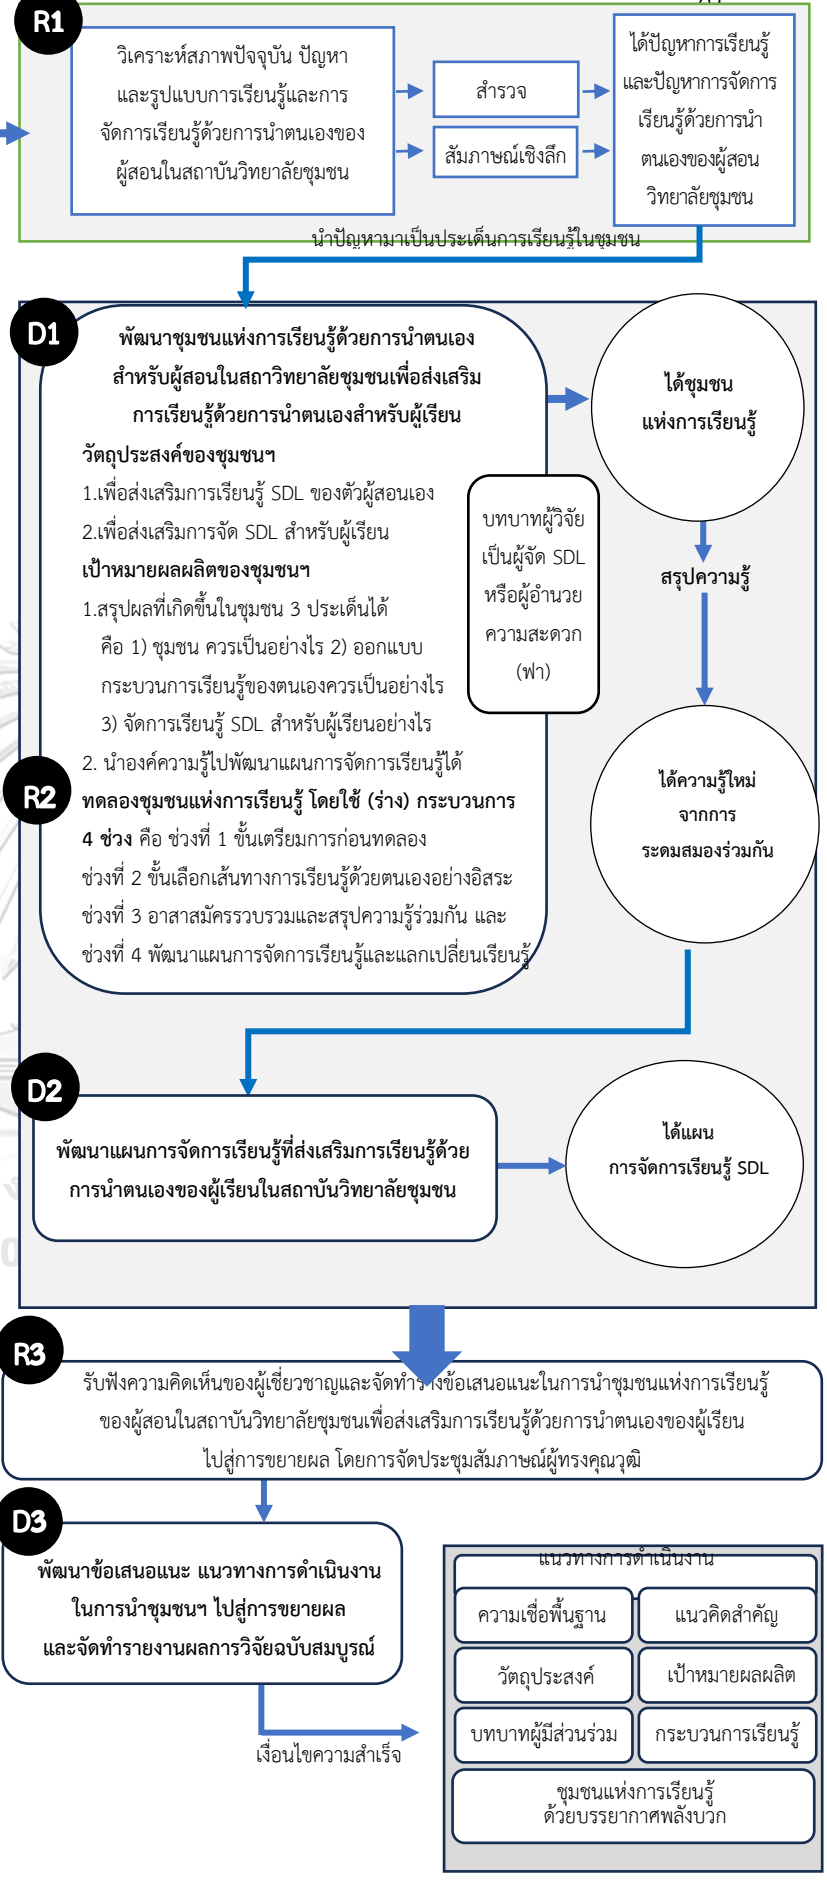 R1
วิเคราะห์สภาพปัจจุบัน ปัญหา
และรูปแบบการเรียนรู้และการ
จัดการเรียนรู้ด้วยการนำตนเองของ
ผู้สอนในสถาบันวิทยาลัยชุมชน
สำรวจ
สัมภาษณ์เชิงลึก
ได้ปัญหาการเรียนรู้
และปัญหาการจัดการ
เรียนรู้ด้วยการนำ
ตนเองของผู้สอน
วิทยาลัยชุมชน
นำปัญหามาเป็นประเด็นการเรียนรู้ในชุมชน
D1
พัฒนาชุมชนแห่งการเรียนรู้ด้วยการนำตนเอง
สำหรับผู้สอนในสถาวิทยาลัยชุมชนเพื่อส่งเสริม
การเรียนรู้ด้วยการนำตนเองสำหรับผู้เรียน
วัตถุประสงค์ของชุมชนฯ
1.เพื่อส่งเสริมการเรียนรู้ SDL ของตัวผู้สอนเอง
2.เพื่อส่งเสริมการจัด SDL สำหรับผู้เรียน
เป้าหมายผลผลิตของชุมชนฯ
1.สรุปผลที่เกิดขึ้นในชุมชน 3 ประเด็นได้
คือ 1) ชุมชน ควรเป็นอย่างไร 2) ออกแบบ
กระบวนการเรียนรู้ของตนเองควรเป็นอย่างไร
3) จัดการเรียนรู้ SDL สำหรับผู้เรียนอย่างไร
2. นำองค์ความรู้ไปพัฒนาแผนการจัดการเรียนรู้ได้
R2
ทดลองชุมชนแห่งการเรียนรู้ โดยใช้ (ร่าง) กระบวนการ
4 ช่วง คือ ช่วงที่ 1 ขั้นเตรียมการก่อนทดลอง
ช่วงที่ 2 ขั้นเลือกเส้นทางการเรียนรู้ด้วยตนเองอย่างอิสระ
ช่วงที่ 3 อาสาสมัครรวบรวมและสรุปความรู้ร่วมกัน และ
ช่วงที่ 4 พัฒนาแผนการจัดการเรียนรู้และแลกเปลี่ยนเรียนรู้
บทบาทผู้วิจัย
เป็นผู้จัด SDL
หรือผู้อำนวย
ความสะดวก
(ฟา)
ได้ชุมชน
แห่งการเรียนรู้
สรุปความรู้
ได้ความรู้ใหม่
จากการ
ระดมสมองร่วมกัน
D2
พัฒนาแผนการจัดการเรียนรู้ที่ส่งเสริมการเรียนรู้ด้วย
การนำตนเองของผู้เรียนในสถาบันวิทยาลัยชุมชน
ได้แผน
การจัดการเรียนรู้ SDL
R3
รับฟังความคิดเห็นของผู้เชี่ยวชาญและจัดทำร่างข้อเสนอแนะในการนำชุมชนแห่งการเรียนรู้
ของผู้สอนในสถาบันวิทยาลัยชุมชนเพื่อส่งเสริมการเรียนรู้ด้วยการนำตนเองของผู้เรียน
ไปสู่การขยายผล โดยการจัดประชุมสัมภาษณ์ผู้ทรงคุณวุฒิ
D3
พัฒนาข้อเสนอแนะ แนวทางการดำเนินงาน
ในการนำชุมชนฯ ไปสู่การขยายผล
และจัดทำรายงานผลการวิจัยฉบับสมบูรณ์
เงื่อนไขความสำเร็จ
แนวทางการดำเนินงาน
ความเชื่อพื้นฐาน
แนวคิดสำคัญ
วัตถุประสงค์
เป้าหมายผลผลิต
บทบาทผู้มีส่วนร่วม
กระบวนการเรียนรู้
ชุมชนแห่งการเรียนรู้
ด้วยบรรยากาศพลังบวก